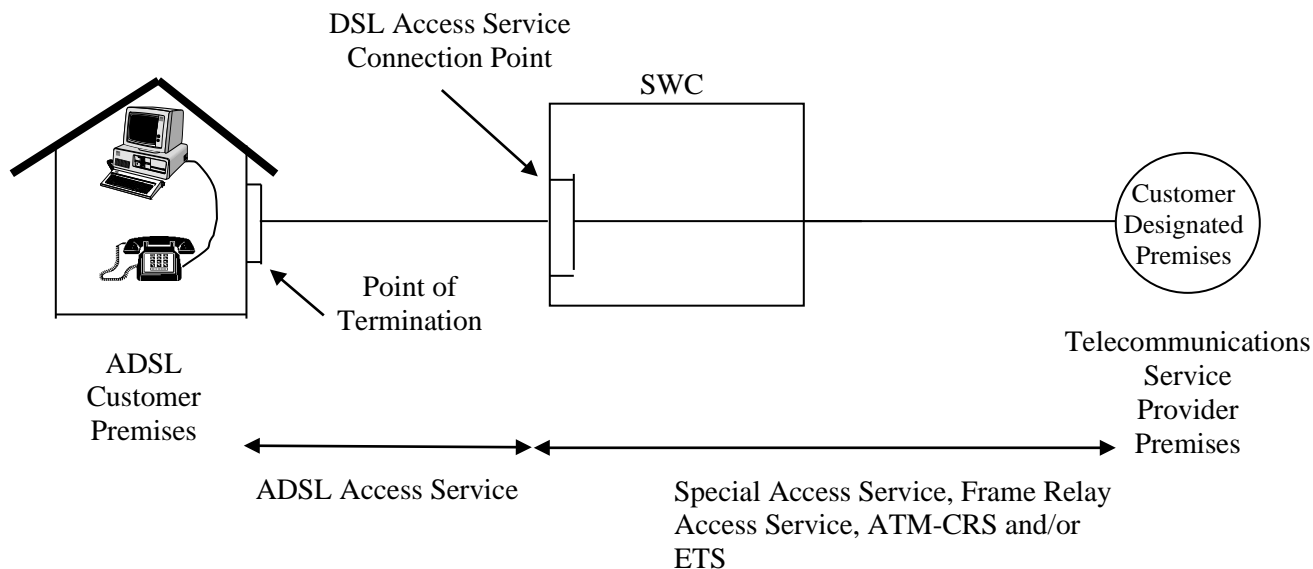 DSL Access Service
Connection Point
SWC
Customer
Designated
Premises
Point of
Termination
ADSL
Customer
Premises
Telecommunications
Service
Provider
Premises
ADSL Access Service
Special Access Service, Frame Relay
Access Service, ATM-CRS and/or
ETS